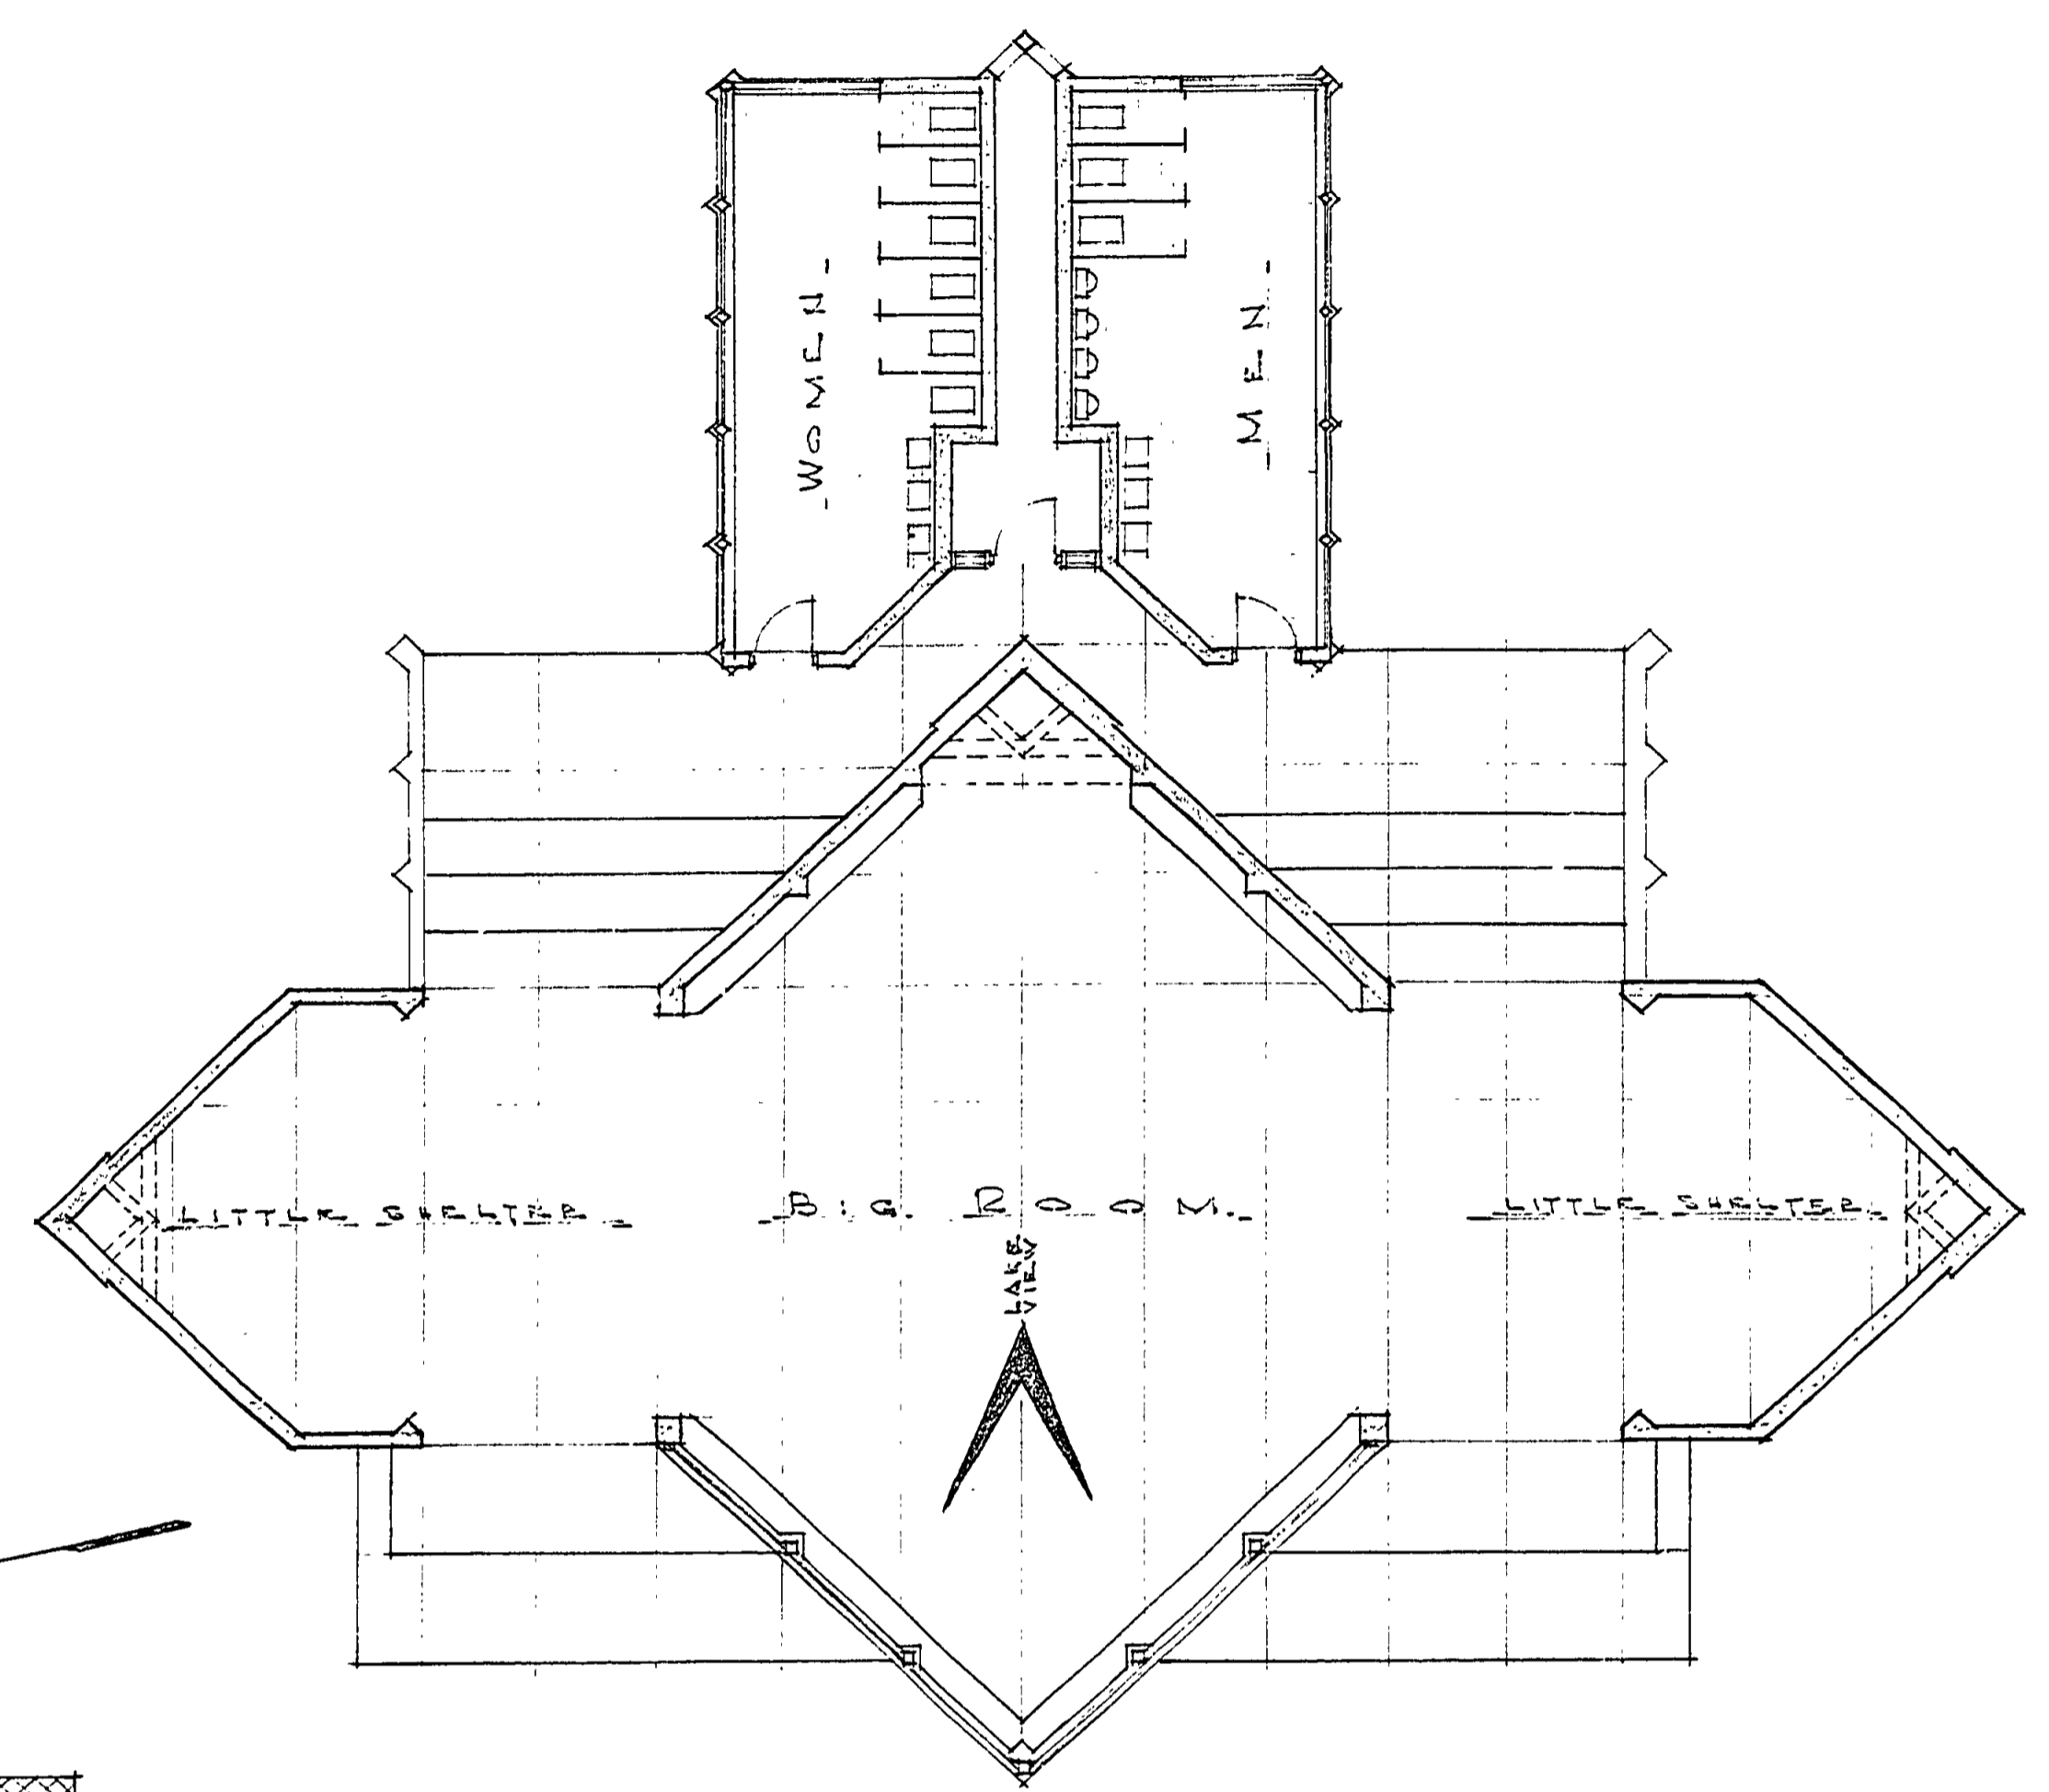 WOMEN
MEN
LITTLE SHELTER
BIG ROOM.
LITTLE SHELTER.
LAKE
VIEW